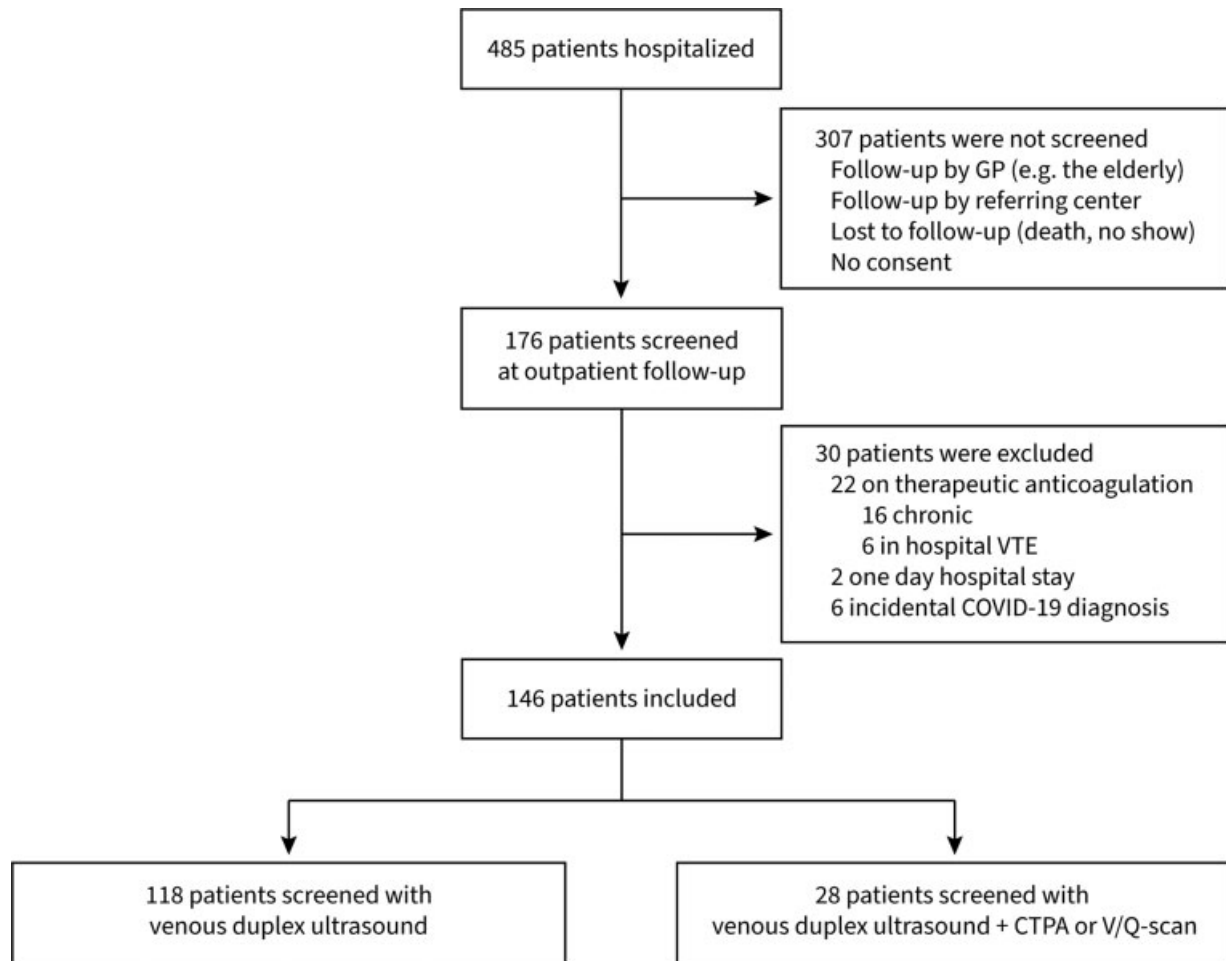 485 patients hospitalized
307 patients were not screened
Follow-up by GP (e.g. the elderly)
Follow-up by referring center
Lost to follow-up (death, no show)
No consent
176 patients screened
at outpatient follow-up
30 patients were excluded
22 on therapeutic anticoagulation
16 chronic
6 in hospital VTE
2 one day hospital stay
6 incidental COVID-19 diagnosis
146 patients included
118 patients screened with
venous duplex ultrasound
28 patients screened with
venous duplex ultrasound + CTPA or V/Q-scan